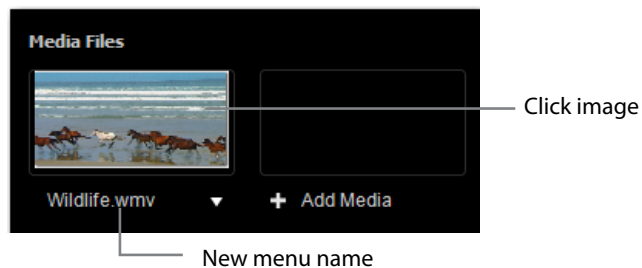 Media Files
Click image
Wildlife.wmv
+ Add Media
New menu name